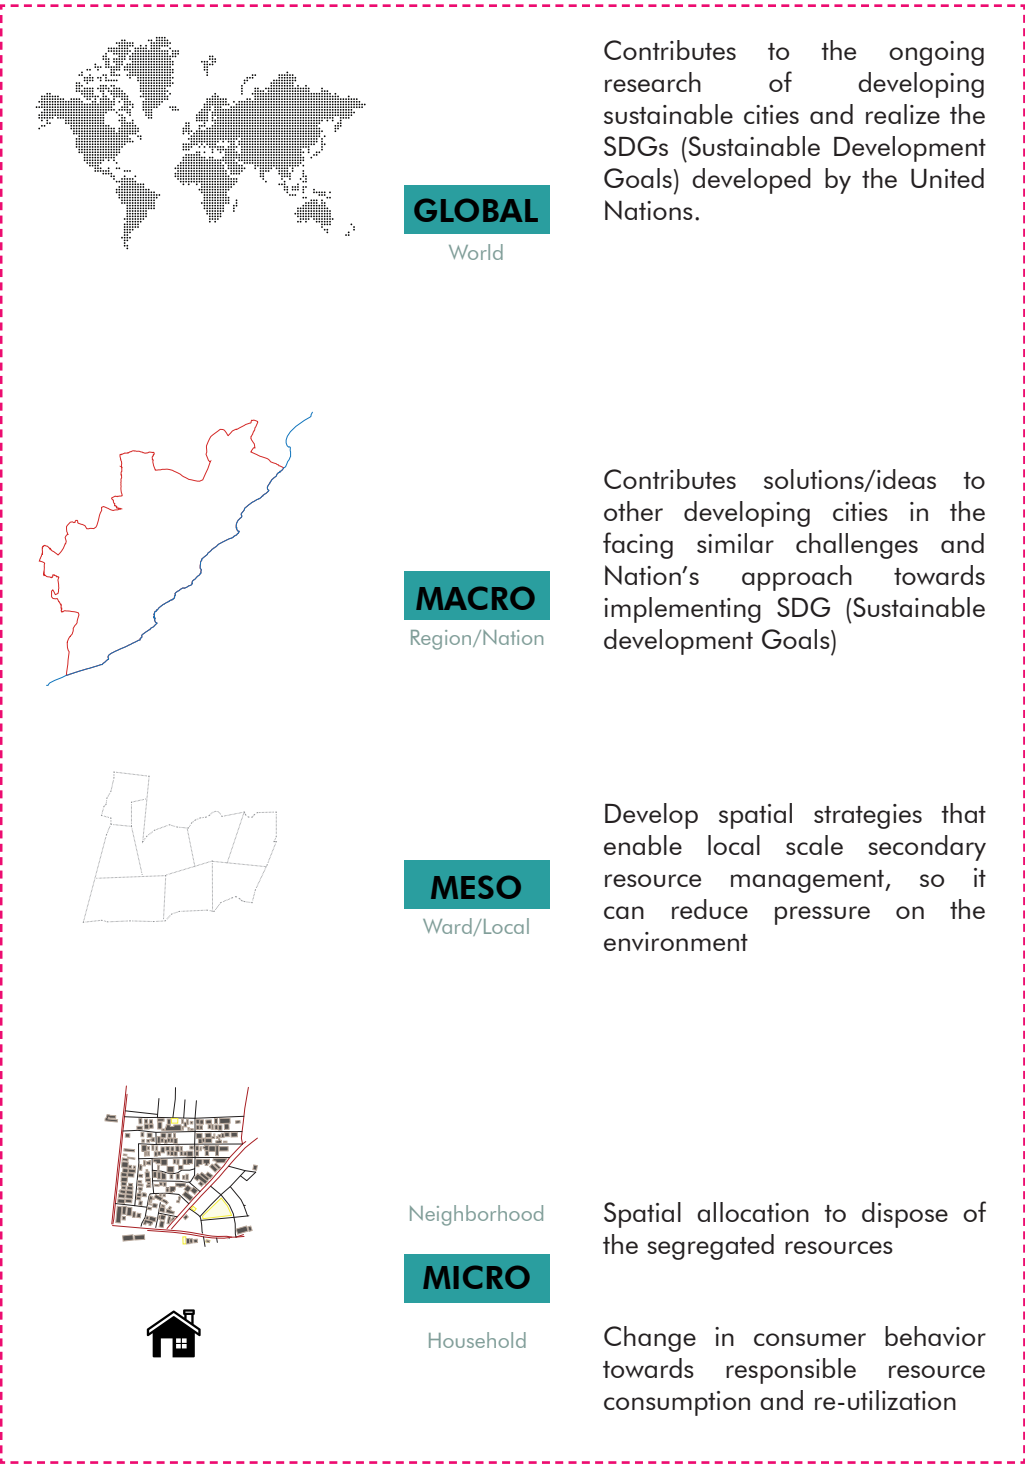 Contributes to the ongoing
research of developing
sustainable cities and realize the
SDGs (Sustainable Development
Goals) developed by the United
Nations.
GLOBAL
World
Contributes solutions/ideas to
other developing cities in the
facing similar challenges and
Nation’s approach towards
implementing SDG (Sustainable
development Goals)
MACRO
Region/Nation
Develop spatial strategies that
enable local scale secondary
resource management, so it
can reduce pressure on the
environment
MESO
Ward/Local
Neighborhood
Spatial allocation to dispose of
the segregated resources
MICRO
Household
Change in consumer behavior
towards responsible resource
consumption and re-utilization